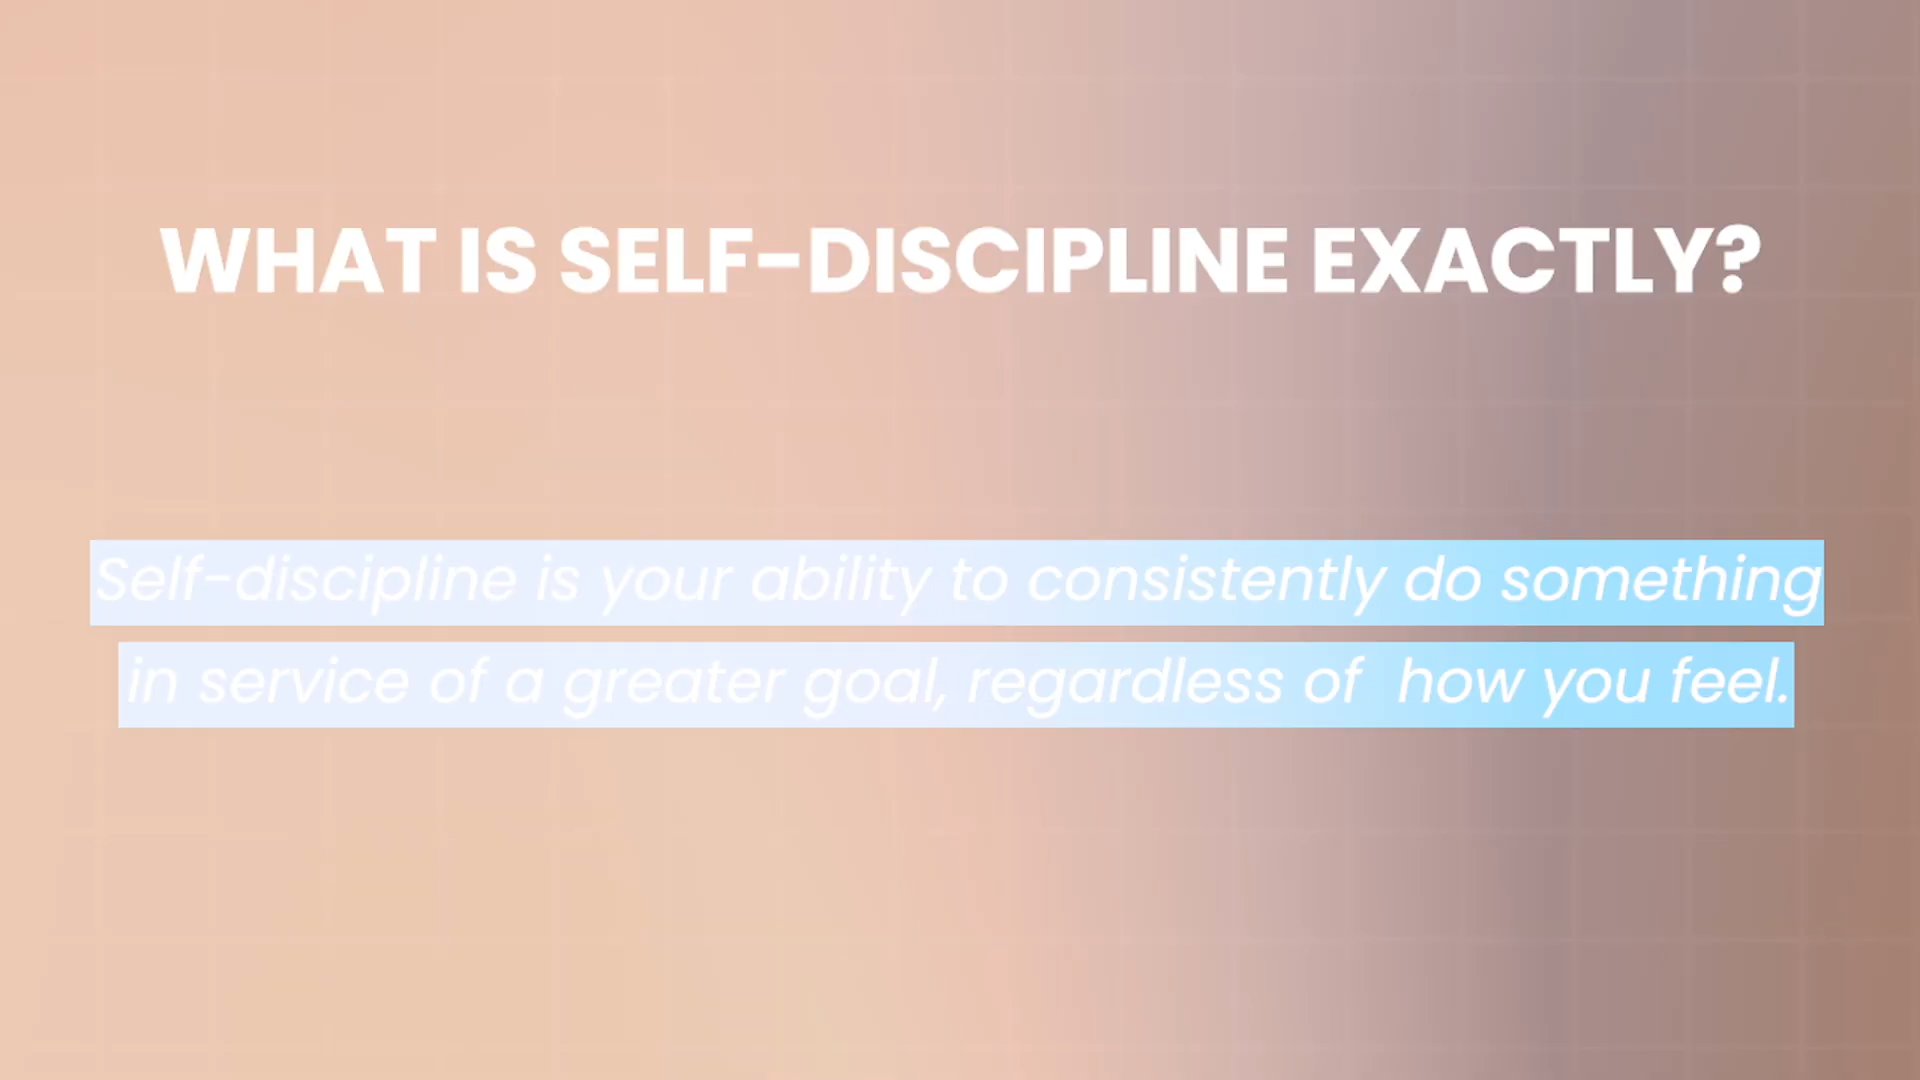 WHAT IS SELF-DISCIPLINE EXACTLY?
Self-discipline is your ability to consistently do something
in service of a greater goal, regardless of  how you feel.